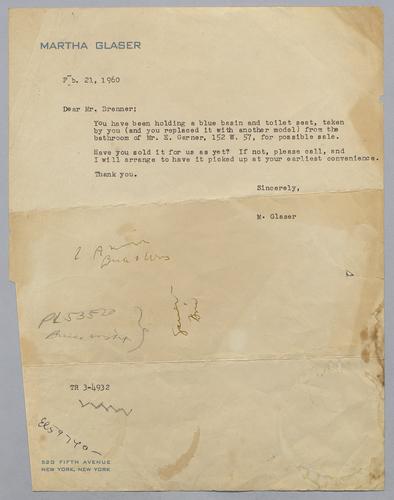 MARTHA GLASER
Feb. 21, 1960
Dear Mr. Drenner:
You have been holding a blue basin and toilet seat, taken
by you (and you replaced it with another model) from the
bathroom of Mr. E. Garner, 152 W. 57, for possible sale.
Have you sold it for us as yet? If not, please call, and
I will arrange to have it picked up at your earliest convenience.
Thank you.
Sincerely,
M. Glaser
TR 3-4932
520 FIFTH AVENUE
NEW YORK, NEW YORK